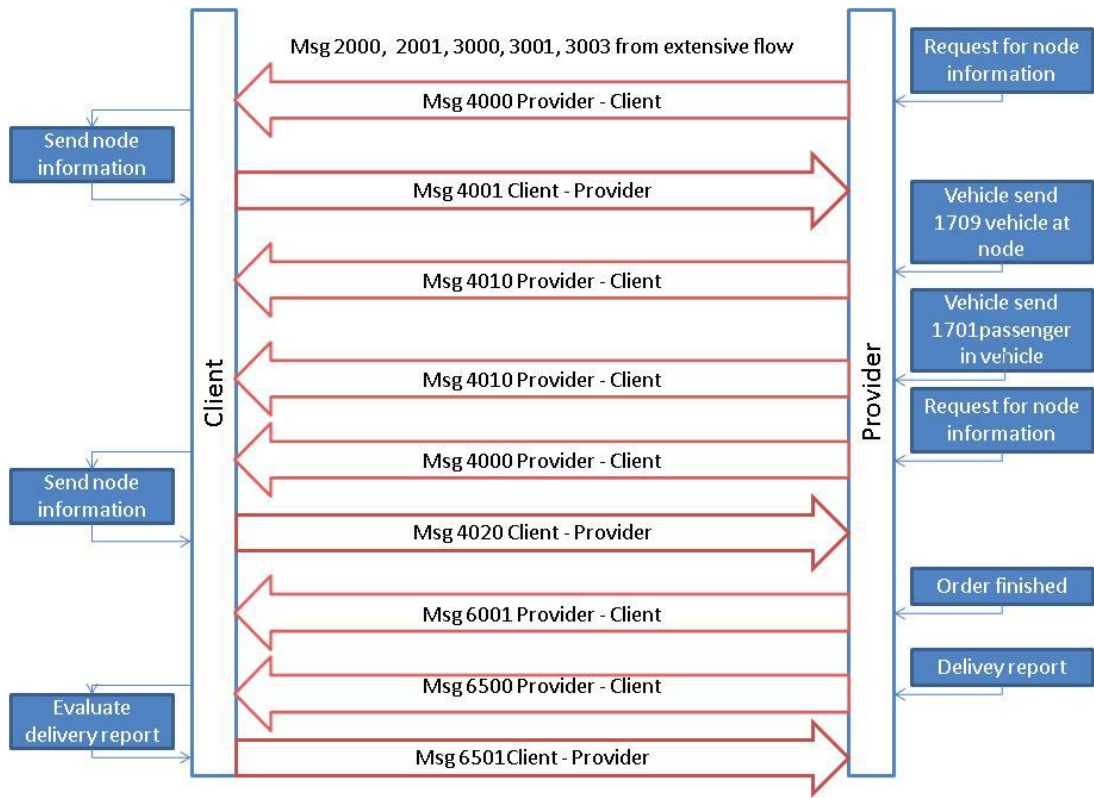 Msg 2000,  2001, 3000, 3001, 3003 from extensive flow
Request for node
information
Msg 4000 Provider - Client
Send node
information
Msg 4001 Client - Provider
Vehicle send
1709 vehicle at
node
Msg 4010 Provider - Client
Vehicle send
1701passenger
in vehicle
Client
Provider
Msg 4010 Provider - Client
Request for node
information
Msg 4000 Provider - Client
Send node
information
Msg 4020 Client - Provider
Order finished
Msg 6001 Provider - Client
Delivey report
Msg 6500 Provider - Client
Evaluate
delivery report
Msg 6501Client - Provider